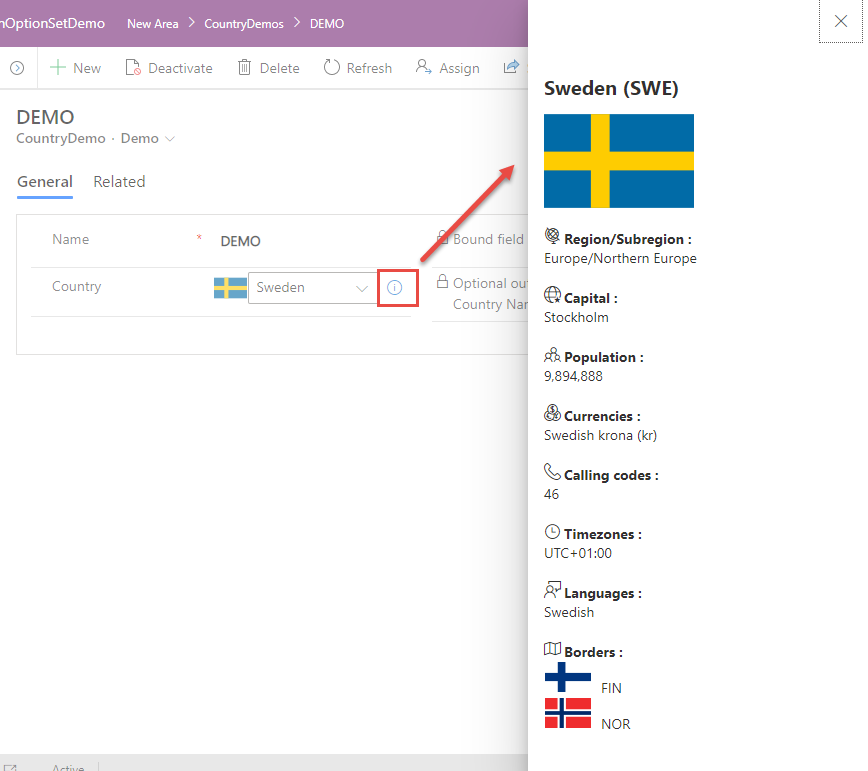 nOptionSetDemo New Area CountryDemos DEMO
New Deactivate Delete Refresh Assign
DEMO
CountryDemo · Demo
General Related
Name * DEMO Bound field
Country Sweden Optional
Country
Active
Sweden (SWE)
Region/Subregion :
Europe/Northern Europe
Capital :
Stockholm
Population :
9,894,888
Currencies :
Swedish krona (kr)
Calling codes :
46
Timezones :
UTC+01:00
Languages :
Swedish
Borders :
FIN
NOR